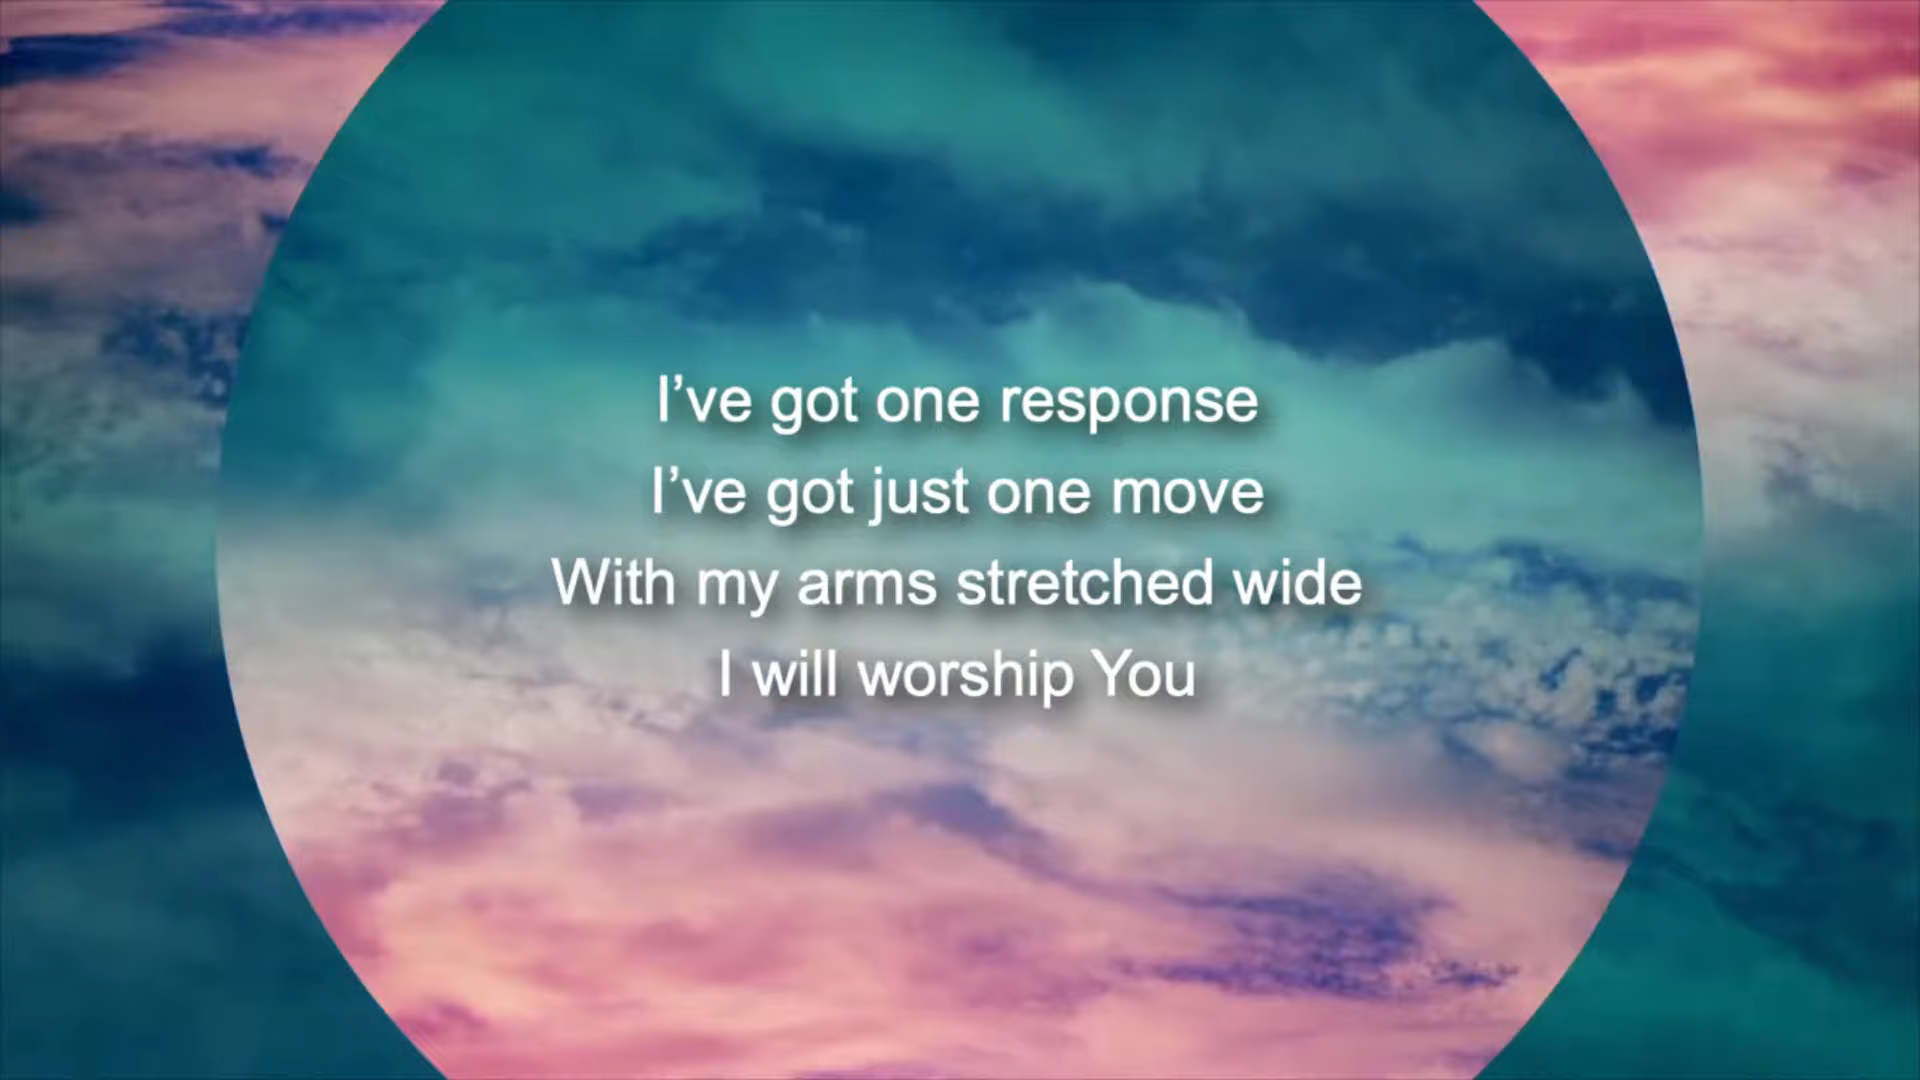 I’ve got one response
I’ve got just one move
With my arms stretched wide
I will worship You